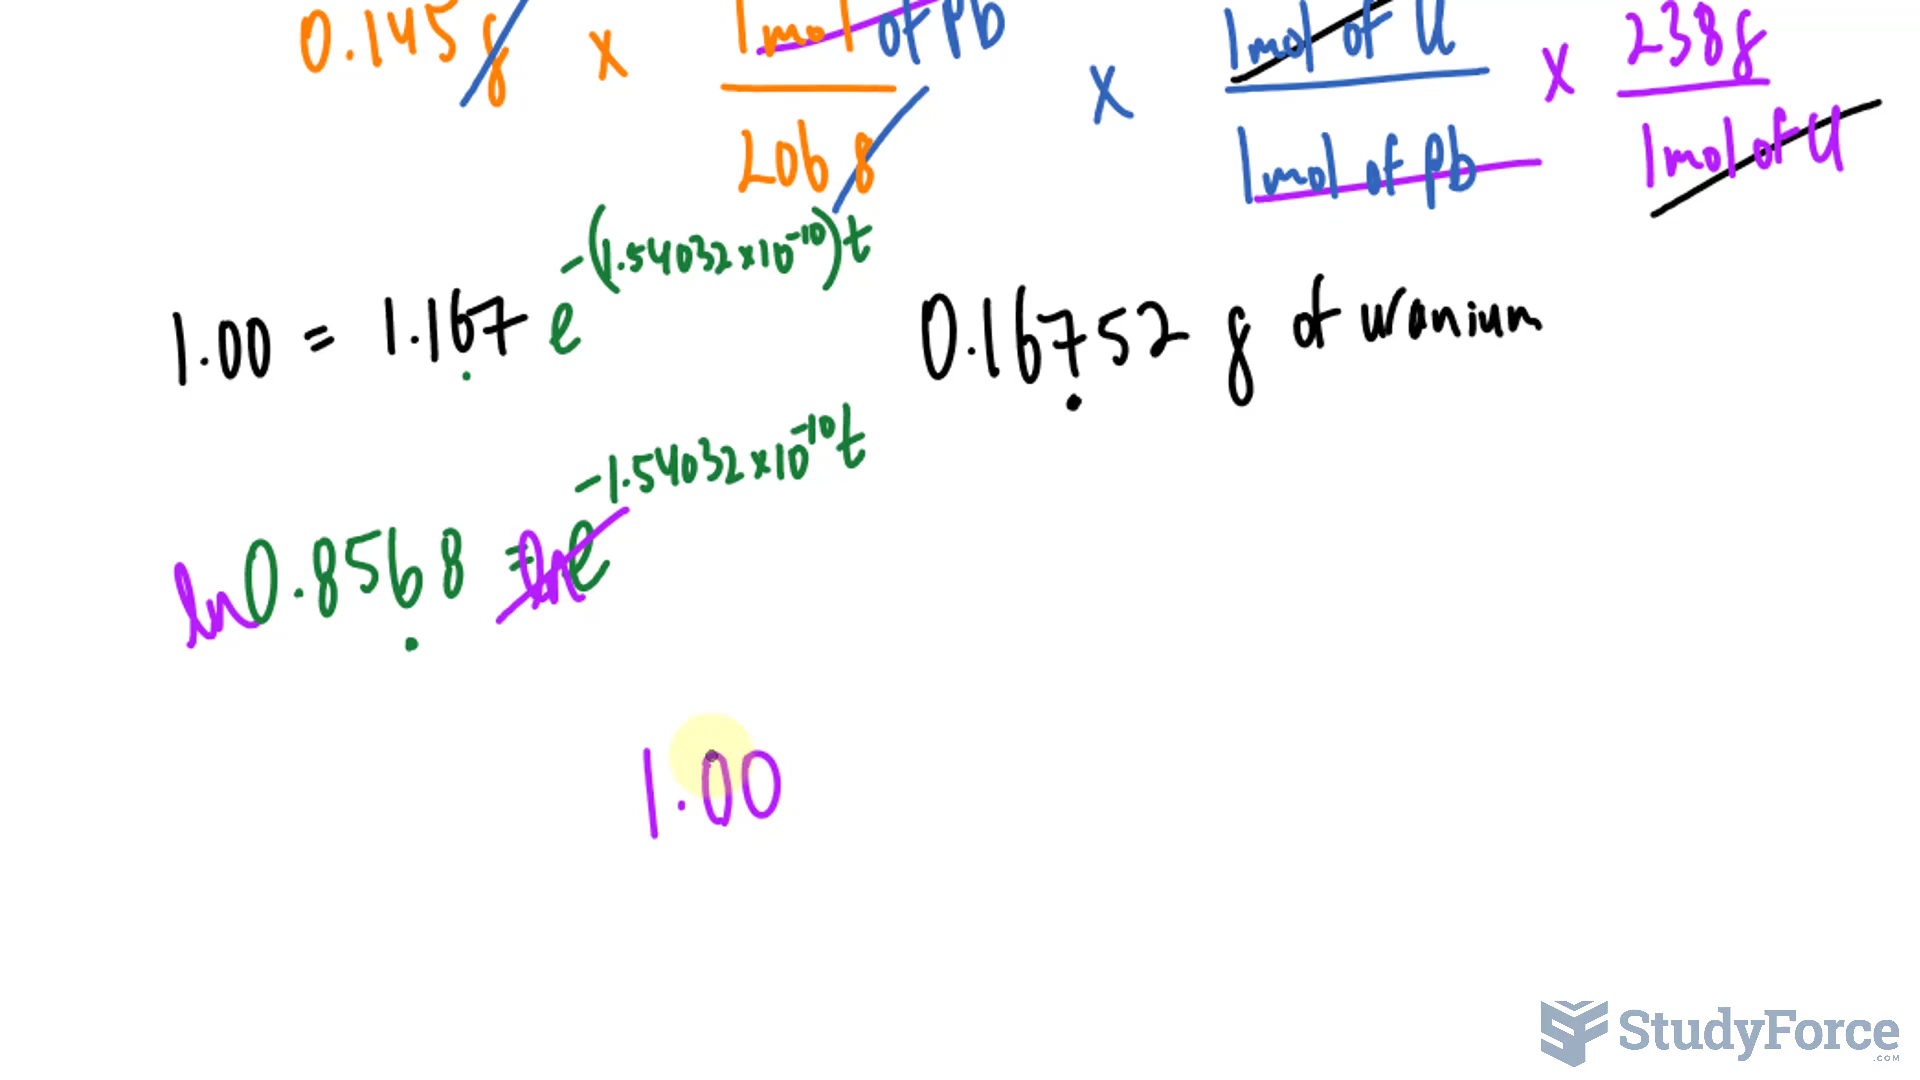 0.145g x 1 mol of Pb / 206 g x 1 mol of U / 1 mol of Pb x 238g / 1 mol of U
1.00 = 1.167 e^-(1.54032x10^-10)t
0.16752 g of uranium
ln 0.8568 = ln e^-1.54032x10^-10 t
1.00
StudyForce
.COM